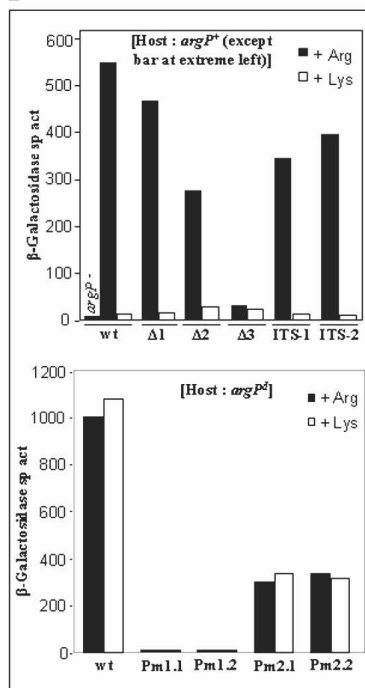 600
500
400
300
200
100
0
β-Galactosidase sp act
[Host : argP⁺ (except
bar at extreme left)]
+ Arg
+ Lys
argP⁻
wt Δ1 Δ2 Δ3 ITS-1 ITS-2
1200
1000
800
600
400
200
0
β-Galactosidase sp act
[Host : argPᵈ]
+ Arg
+ Lys
wt Pm1.1 Pm1.2 Pm2.1 Pm2.2